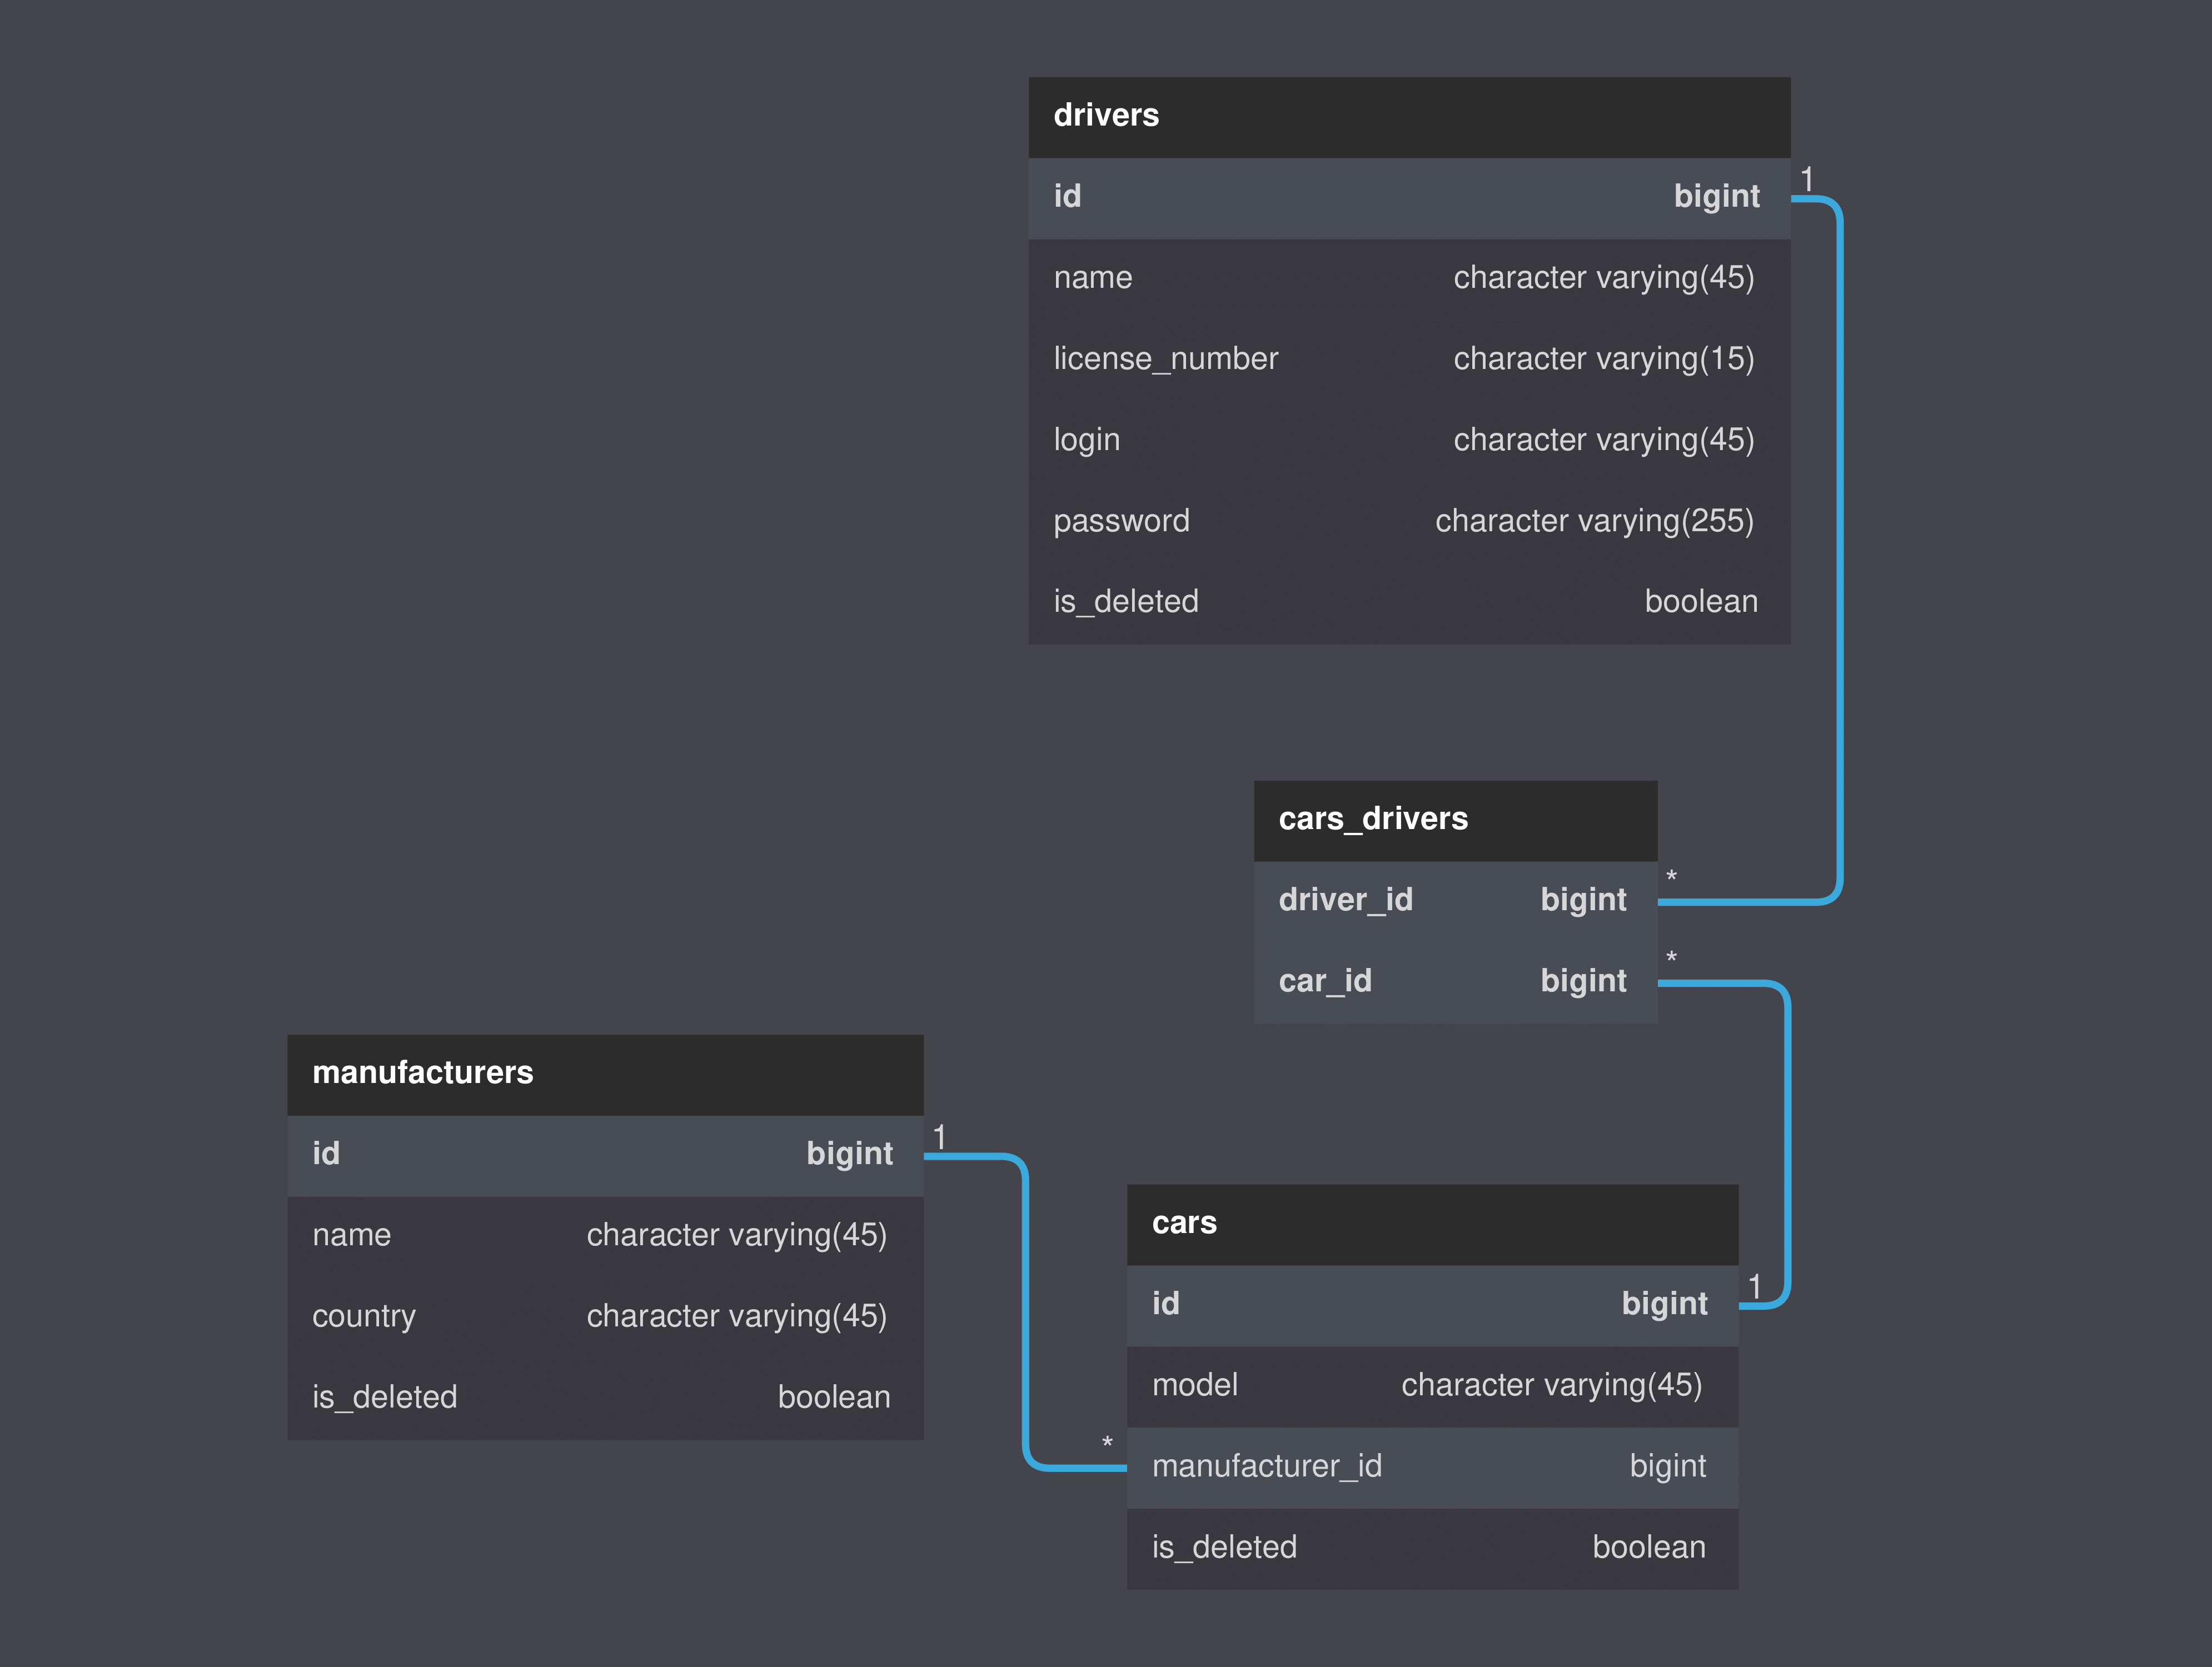 drivers
1
id bigint
name character varying(45)
license_number character varying(15)
login character varying(45)
password character varying(255)
is_deleted boolean
cars_drivers
*
driver_id bigint
*
car_id bigint
manufacturers
1
id bigint
name character varying(45)
country character varying(45)
is_deleted boolean
cars
1
id bigint
model character varying(45)
*
manufacturer_id bigint
is_deleted boolean